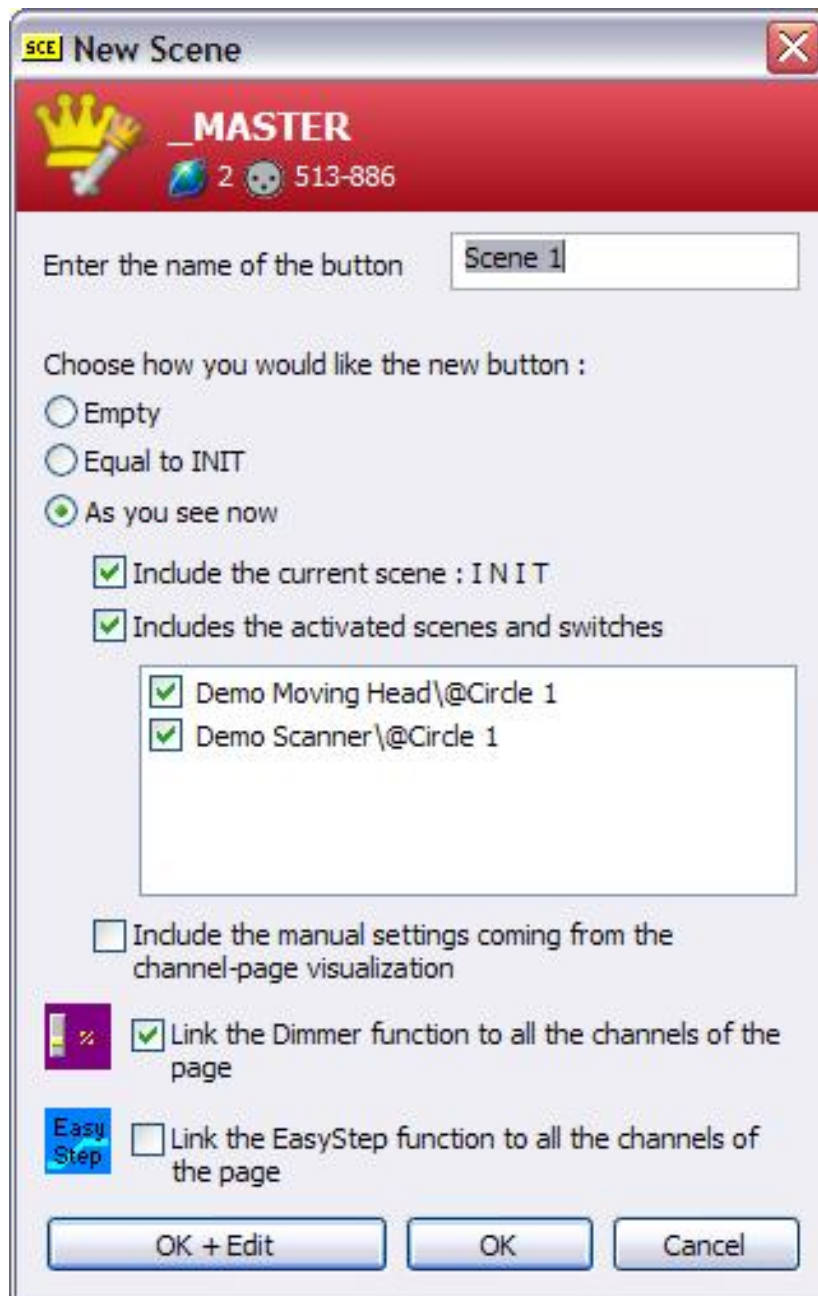 SCE New Scene
_MASTER
2 513-886
Enter the name of the button Scene 1
Choose how you would like the new button :
Empty
Equal to INIT
As you see now
Include the current scene : I N I T
Includes the activated scenes and switches
Demo Moving Head\@Circle 1
Demo Scanner\@Circle 1
Include the manual settings coming from the
channel-page visualization
% Link the Dimmer function to all the channels of the
page
Easy
Step
Link the EasyStep function to all the channels of
the page
OK + Edit OK Cancel